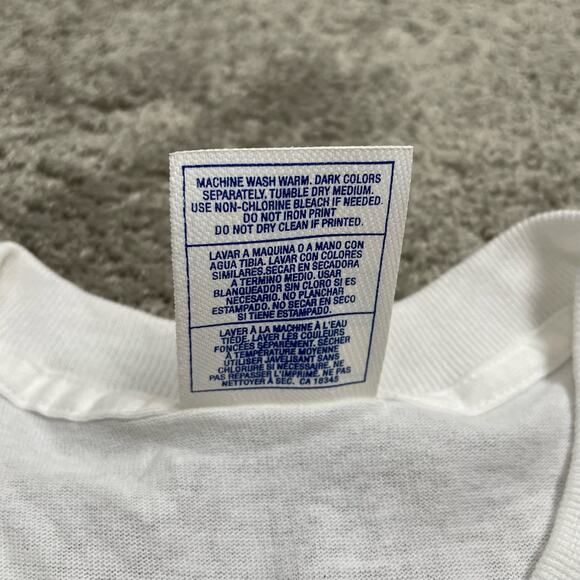 MACHINE WASH WARM. DARK COLORS
SEPARATELY, TUMBLE DRY MEDIUM.
USE NON-CHLORINE BLEACH IF NEEDED.
DO NOT IRON PRINT
DO NOT DRY CLEAN IF PRINTED.
LAVAR A MAQUINA O A MANO CON
AGUA TIBIA. LAVAR CON COLORES
SIMILARES.SECAR EN SECADORA
A TERMINO MEDIO. USAR
BLANQUEADOR SIN CLORO SI ES
NECESARIO. NO PLANCHAR
ESTAMPADO. NO SECAR EN SECO
SI TIENE ESTAMPADO.
LAVER À LA MACHINE À L'EAU
TIÈDE. LAVER LES COULEURS
FONCÉES SÉPARÉMENT. SÉCHER
À TEMPÉRATURE MOYENNE
UTILISER JAVELISANT SANS
CHLORURE SI NÉCESSAIRE. NE
PAS REPASSER L'IMPRIMÉ. NE PAS
NETTOYER À SEC. CA 18345